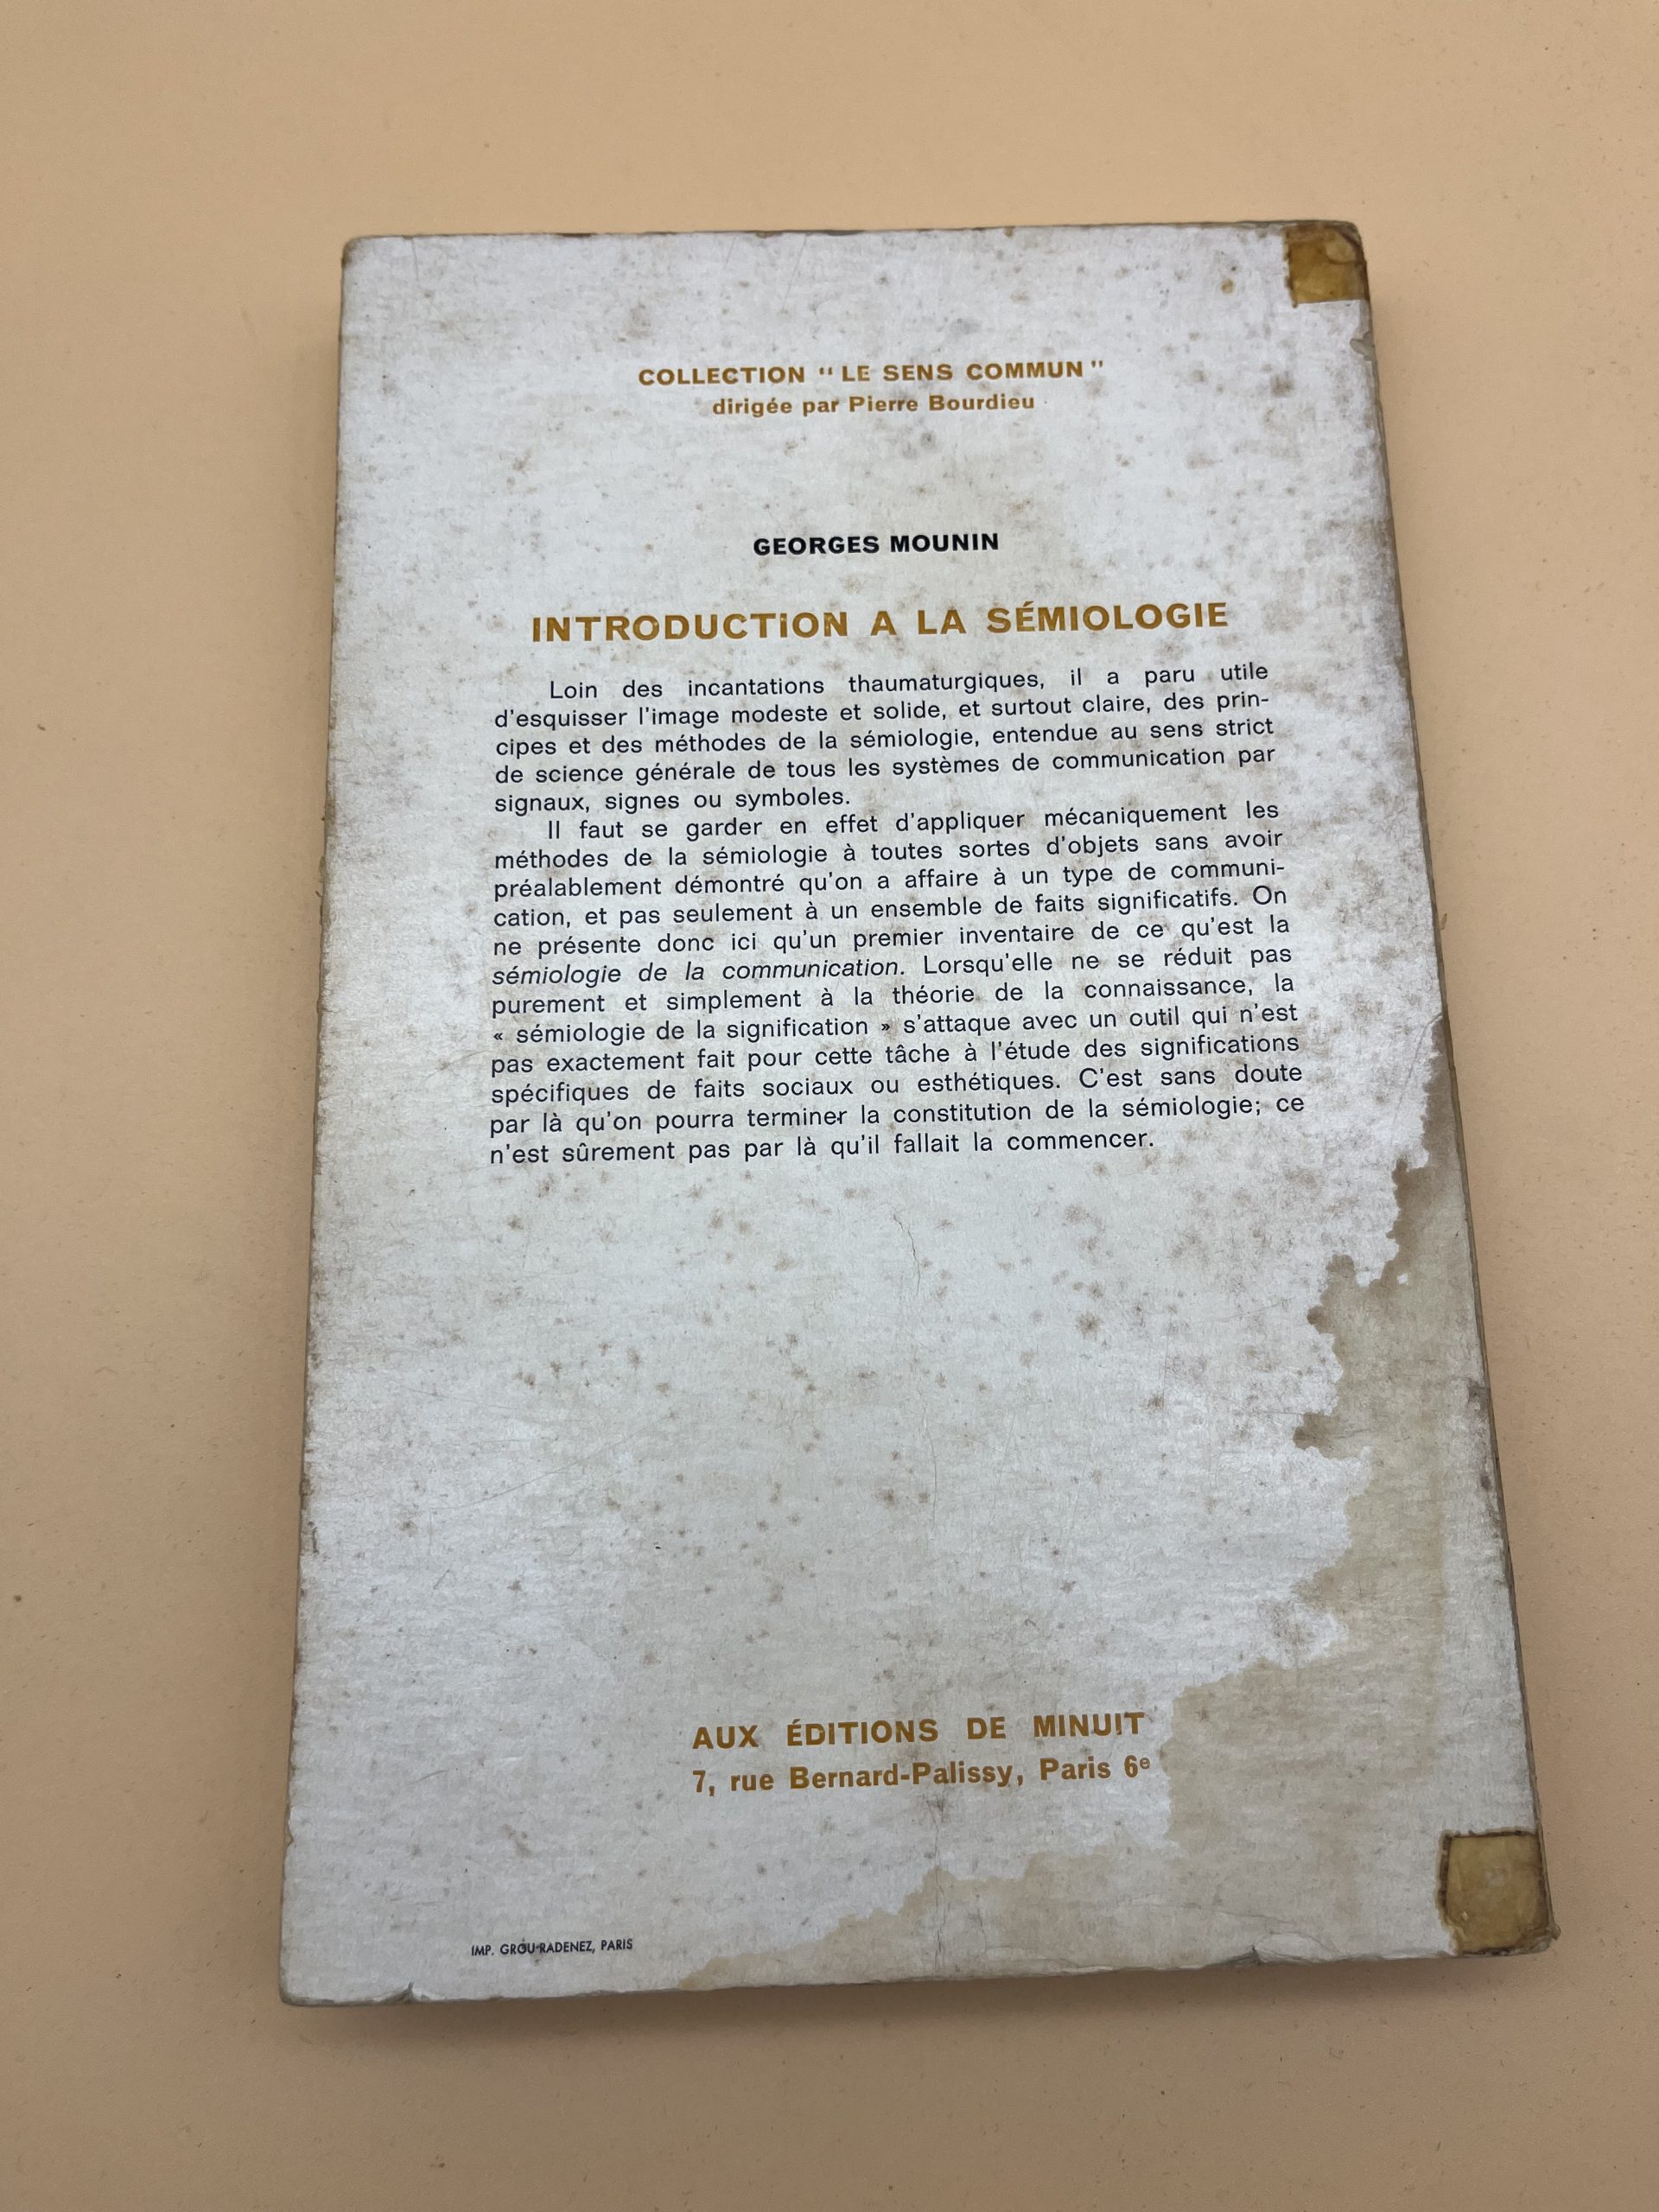 COLLECTION " LE SENS COMMUN "
dirigée par Pierre Bourdieu
GEORGES MOUNIN
INTRODUCTION A LA SÉMIOLOGIE
Loin des incantations thaumaturgiques, il a paru utile
d'esquisser l'image modeste et solide, et surtout claire, des prin-
cipes et des méthodes de la sémiologie, entendue au sens strict
de science générale de tous les systèmes de communication par
signaux, signes ou symboles.
Il faut se garder en effet d'appliquer mécaniquement les
méthodes de la sémiologie à toutes sortes d'objets sans avoir
préalablement démontré qu'on a affaire à un type de communi-
cation, et pas seulement à un ensemble de faits significatifs. On
ne présente donc ici qu'un premier inventaire de ce qu'est la
sémiologie de la communication. Lorsqu'elle ne se réduit pas
purement et simplement à la théorie de la connaissance, la
« sémiologie de la signification » s'attaque avec un outil qui n'est
pas exactement fait pour cette tâche à l'étude des significations
spécifiques de faits sociaux ou esthétiques. C'est sans doute
par là qu'on pourra terminer la constitution de la sémiologie; ce
n'est sûrement pas par là qu'il fallait la commencer.
AUX ÉDITIONS DE MINUIT
7, rue Bernard-Palissy, Paris 6e
IMP. GROU-RADENEZ, PARIS